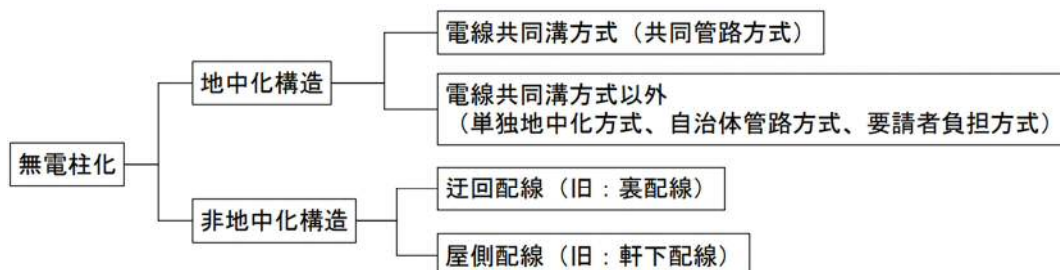 電線共同溝方式（共同管路方式）
地中化構造
電線共同溝方式以外
（単独地中化方式、自治体管路方式、要請者負担方式）
無電柱化
迂回配線（旧：裏配線）
非地中化構造
屋側配線（旧：軒下配線）